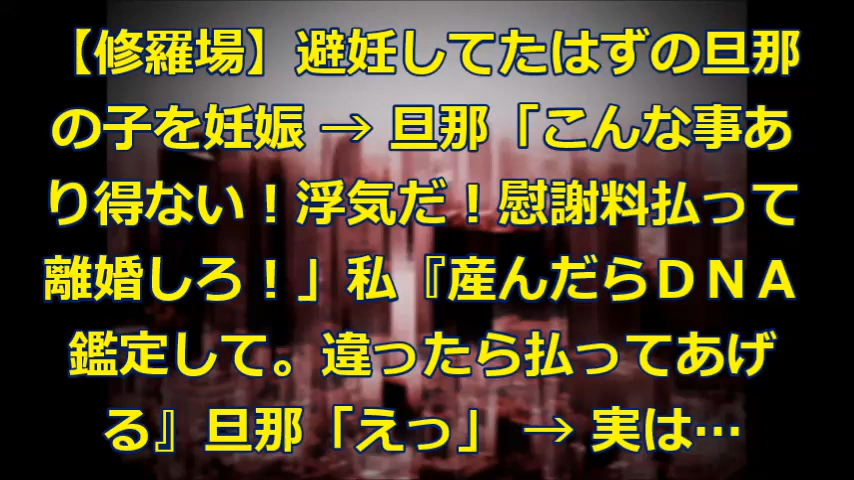 【修羅場】避妊してたはずの旦那
の子を妊娠 → 旦那「こんな事あ
り得ない！浮気だ！慰謝料払って
離婚しろ！」私『産んだらＤＮＡ
鑑定して。違ったら払ってあげ
る』旦那「えっ」 → 実は…